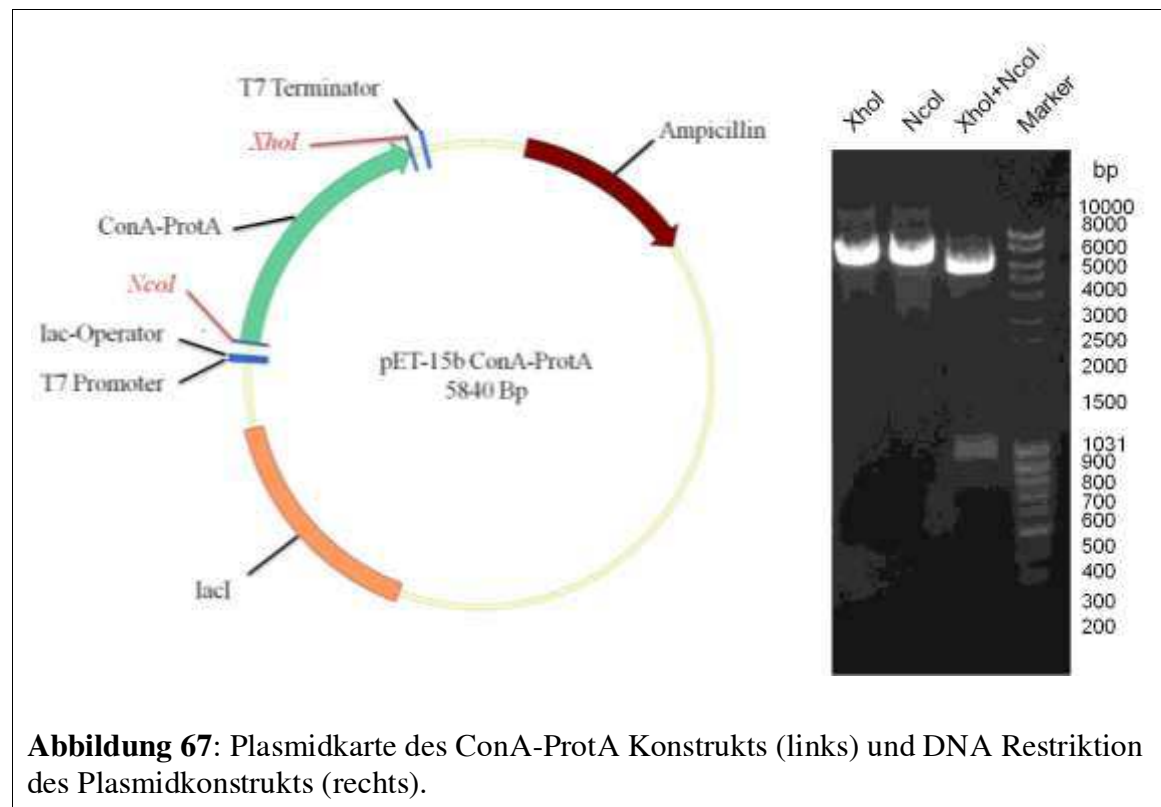 T7 Terminator
XhoI
Ampicillin
ConA-ProtA
NcoI
lac-Operator
T7 Promoter
pET-15b ConA-ProtA
5840 Bp
lacI
XhoI
NcoI
XhoI+NcoI
Marker
bp
10000
8000
6000
5000
4000
3000
2500
2000
1500
1031
900
800
700
600
500
400
300
200
Abbildung 67: Plasmidkarte des ConA-ProtA Konstrukts (links) und DNA Restriktion
des Plasmidkonstrukts (rechts).